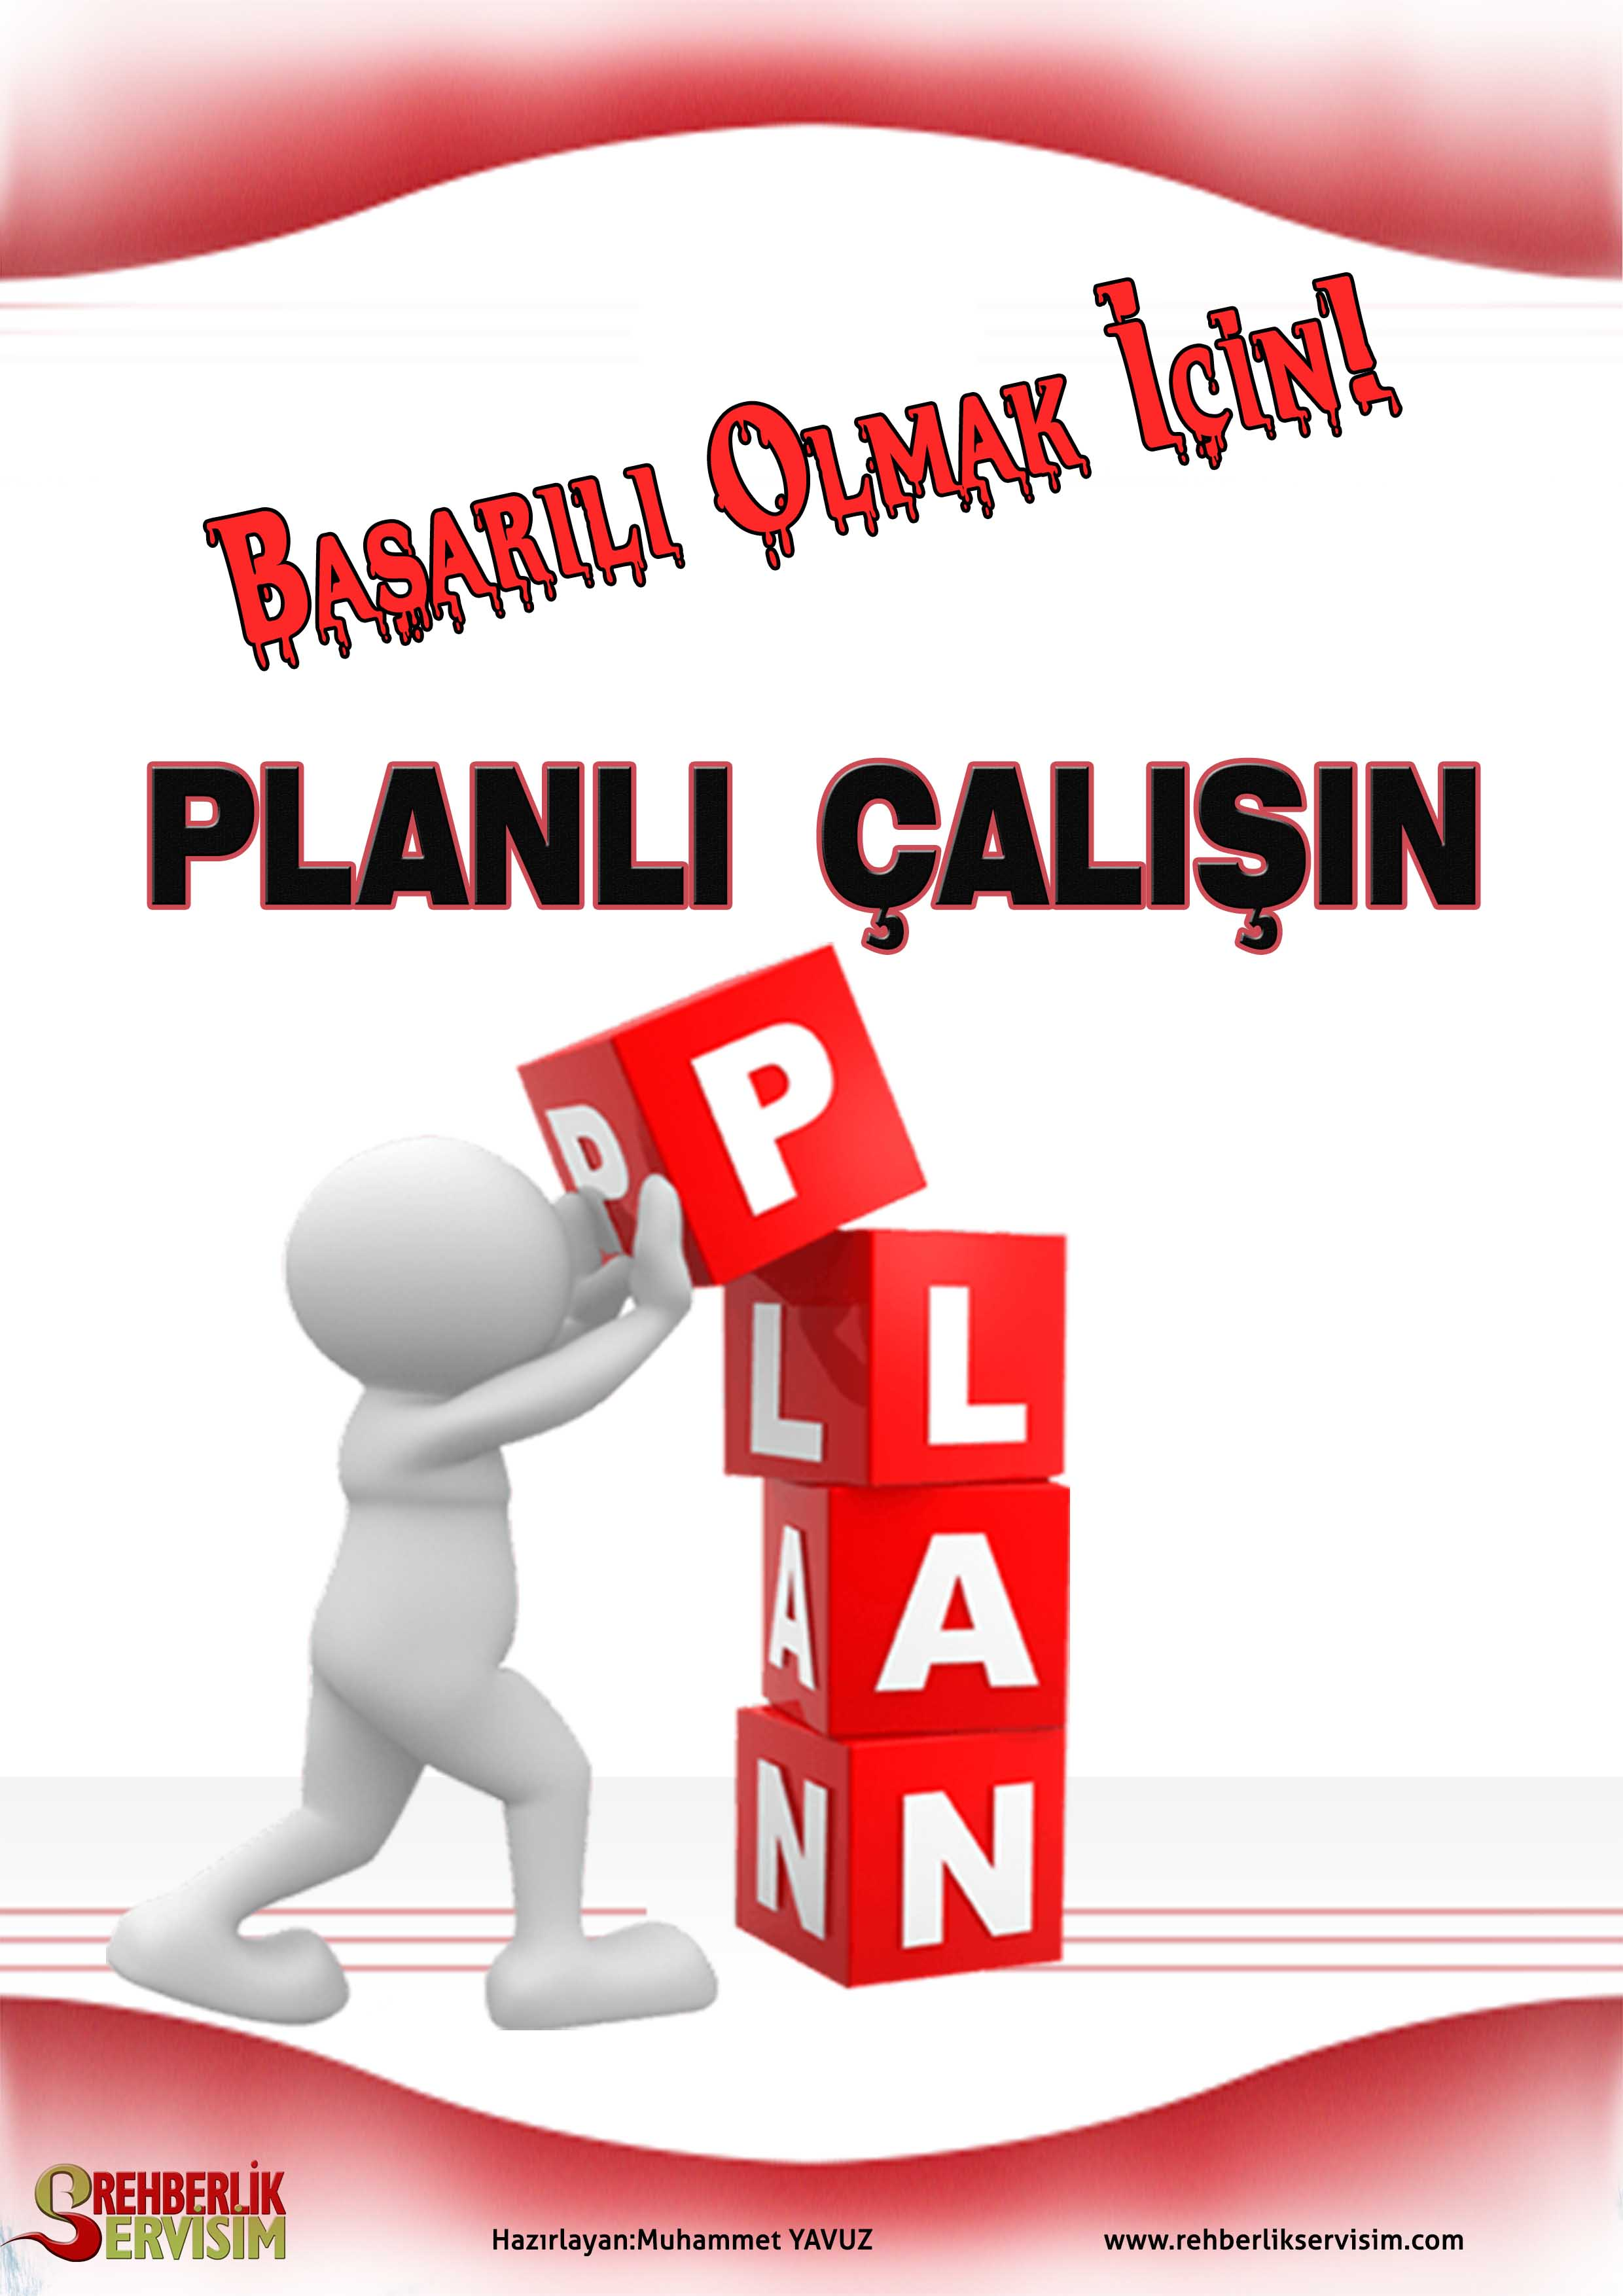 Başarılı Olmak İçin!
PLANLI ÇALIŞIN
P P
L L
A A
N N
REHBERLİK
SERVİSİM
Hazırlayan:Muhammet YAVUZ
www.rehberlikservisim.com